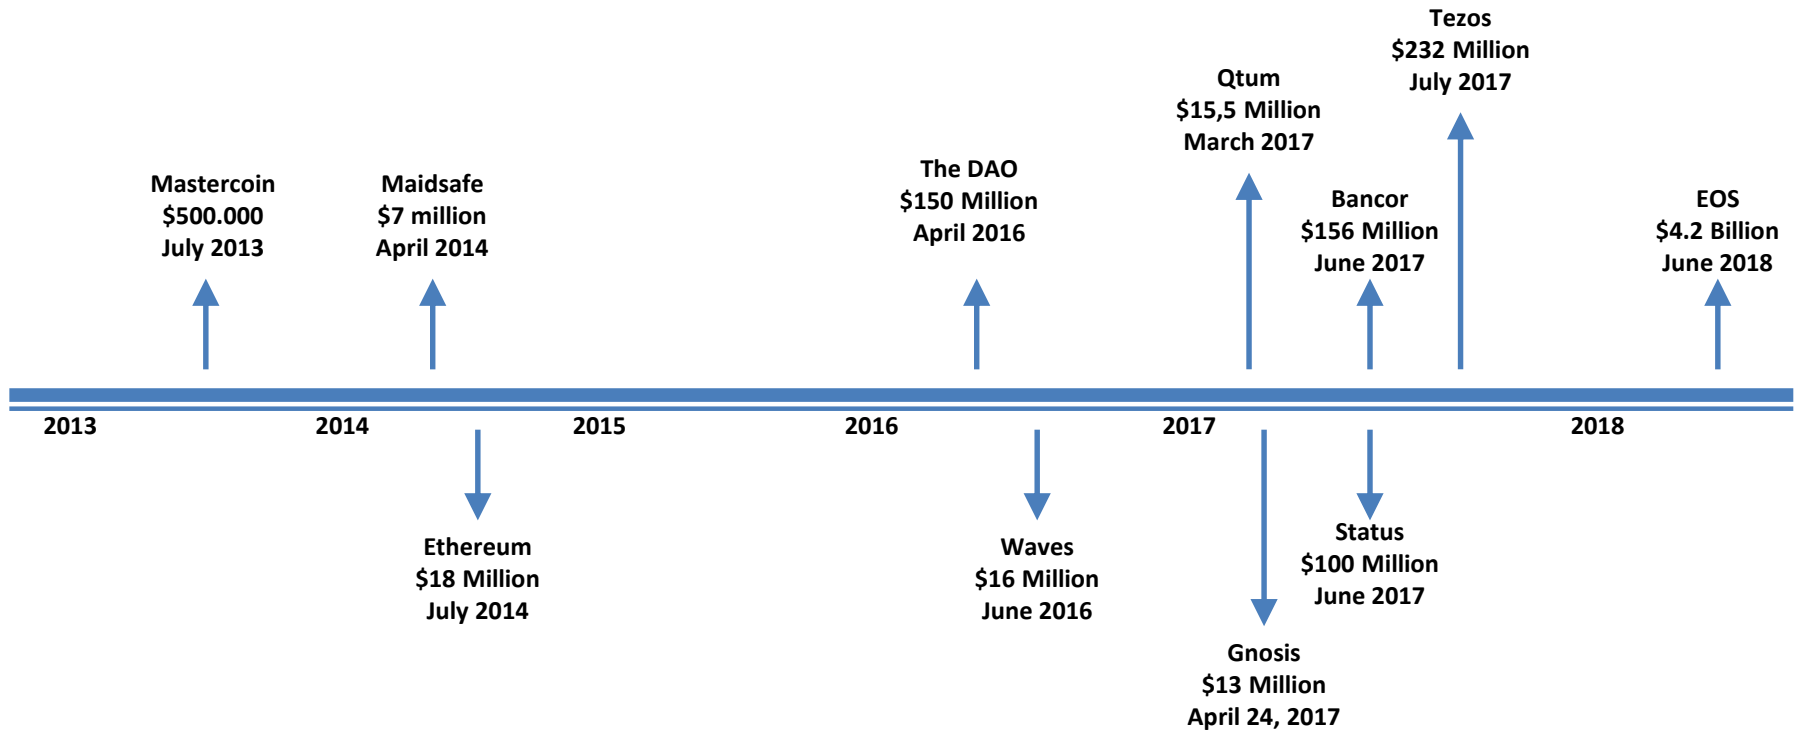 Tezos
$232 Million
July 2017
Qtum
$15,5 Million
March 2017
Mastercoin
$500.000
July 2013
Maidsafe
$7 million
April 2014
The DAO
$150 Million
April 2016
Bancor
$156 Million
June 2017
EOS
$4.2 Billion
June 2018
2013
2014
2015
2016
2017
2018
Ethereum
$18 Million
July 2014
Waves
$16 Million
June 2016
Status
$100 Million
June 2017
Gnosis
$13 Million
April 24, 2017